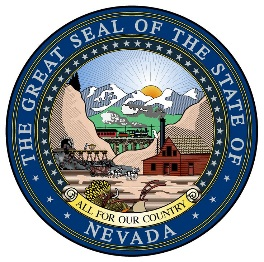 THE GREAT SEAL OF THE STATE OF
NEVADA
ALL FOR OUR COUNTRY